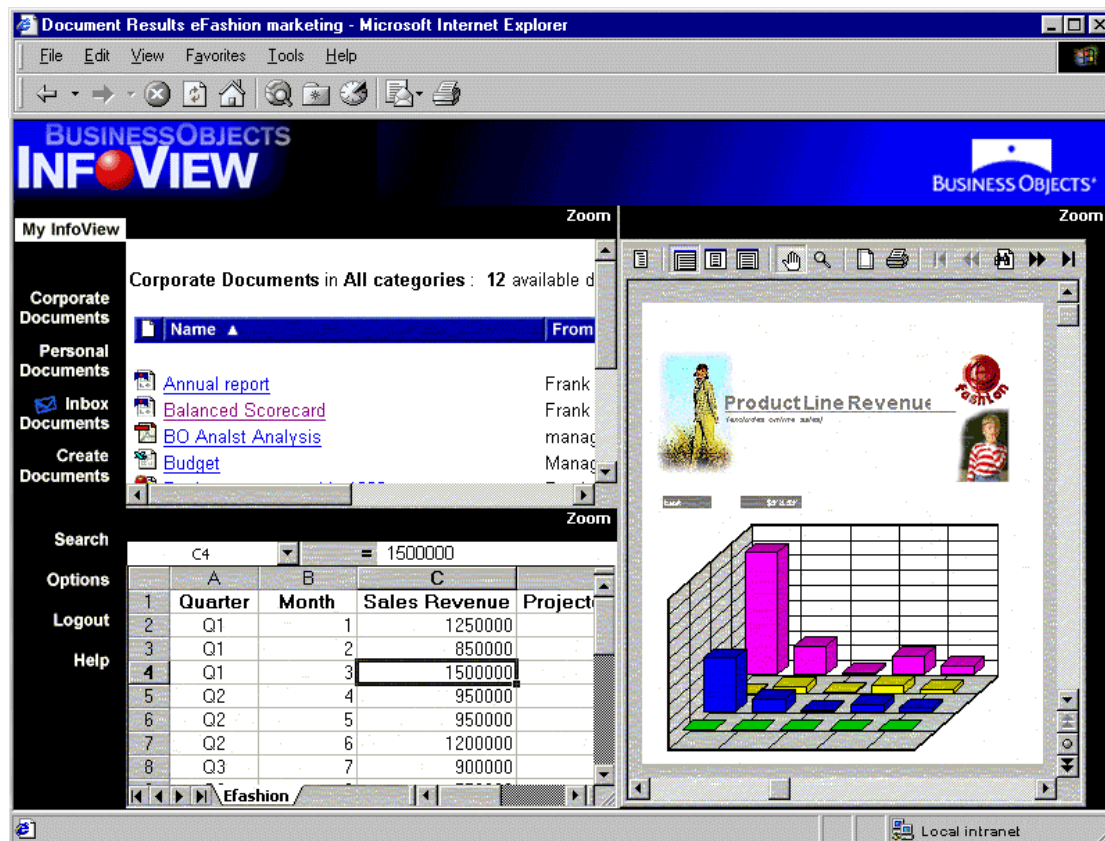 Document Results eFashion marketing - Microsoft Internet Explorer
File Edit View Favorites Tools Help
BUSINESSOBJECTS
INFOVIEW
BUSINESS OBJECTS
Zoom
Zoom
My InfoView
Corporate
Documents
Personal
Documents
Inbox
Documents
Create
Documents
Search
Options
Logout
Help
Corporate Documents in All categories : 12 available d
Name From
Annual report Frank
Balanced Scorecard Frank
BO Analst Analysis manag
Budget Manag
Zoom
C4 = 1500000
A B C
1 Quarter Month Sales Revenue Projecte
2 Q1 1 1250000
3 Q1 2 850000
4 Q1 3 1500000
5 Q2 4 950000
6 Q2 5 950000
7 Q2 6 1200000
8 Q3 7 900000
Efashion
Product Line Revenue
e
fashion
Local intranet